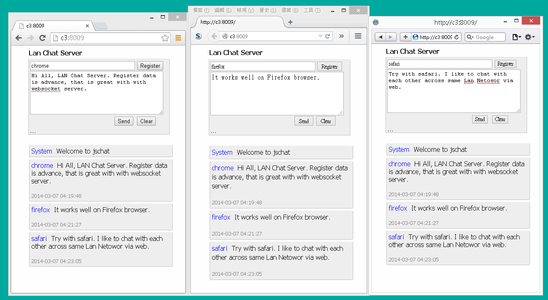 c3:8009
c3:8009
Lan Chat Server
chrome Register
Hi All, LAN Chat Server. Register data
is advance, that is great with with
websocket server.
Send Clear
...
System Welcome to jschat
chrome Hi All, LAN Chat Server. Register data
is advance, that is great with with websocket
server.
2014-03-07 04:19:48
firefox It works well on Firefox browser.
2014-03-07 04:21:27
safari Try with safari. I like to chat with each
other across same Lan Netowor via web.
2014-03-07 04:23:05
http://c3:8009/
c3:8009
Lan Chat Server
firefox Register
It works well on Firefox browser.
Send Clear
...
System Welcome to jschat
chrome Hi All, LAN Chat Server. Register data
is advance, that is great with with websocket
server.
2014-03-07 04:19:48
firefox It works well on Firefox browser.
2014-03-07 04:21:27
safari Try with safari. I like to chat with each
other across same Lan Netowor via web.
2014-03-07 04:23:05
http://c3:8009/
http://c3:8009 Google
Lan Chat Server
safari Register
Try with safari. I like to chat with
each other across same Lan Netowor via
web.
Send Clear
...
System Welcome to jschat
chrome Hi All, LAN Chat Server. Register data
is advance, that is great with with websocket
server.
2014-03-07 04:19:48
firefox It works well on Firefox browser.
2014-03-07 04:21:27
safari Try with safari. I like to chat with each
other across same Lan Netowor via web.
2014-03-07 04:23:05